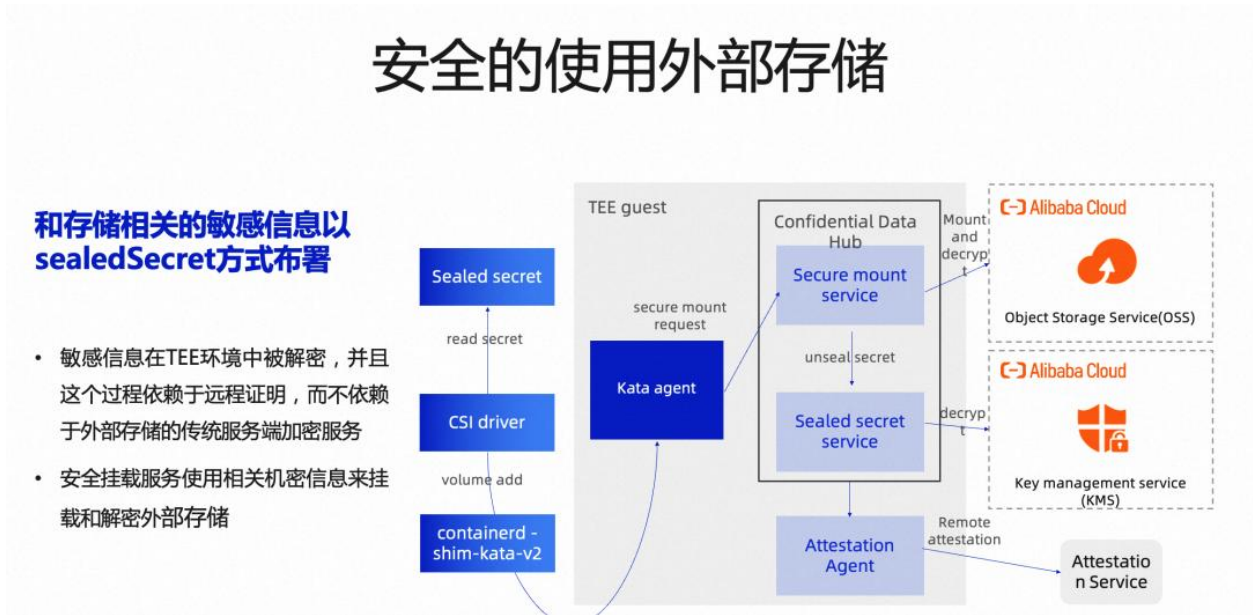 安全的使用外部存储
和存储相关的敏感信息以
sealedSecret方式布署
• 敏感信息在TEE环境中被解密，并且
这个过程依赖于远程证明，而不依赖
于外部存储的传统服务端加密服务
• 安全挂载服务使用相关机密信息来挂
载和解密外部存储
Sealed secret
read secret
CSI driver
volume add
containerd -
shim-kata-v2
TEE guest
secure mount
request
Kata agent
Confidential Data
Hub
Secure mount
service
unseal secret
Sealed secret
service
Attestation
Agent
Mount
and
decryp
t
decryp
t
Remote
attestation
Alibaba Cloud
Object Storage Service(OSS)
Alibaba Cloud
Key management service
(KMS)
Attestatio
n Service